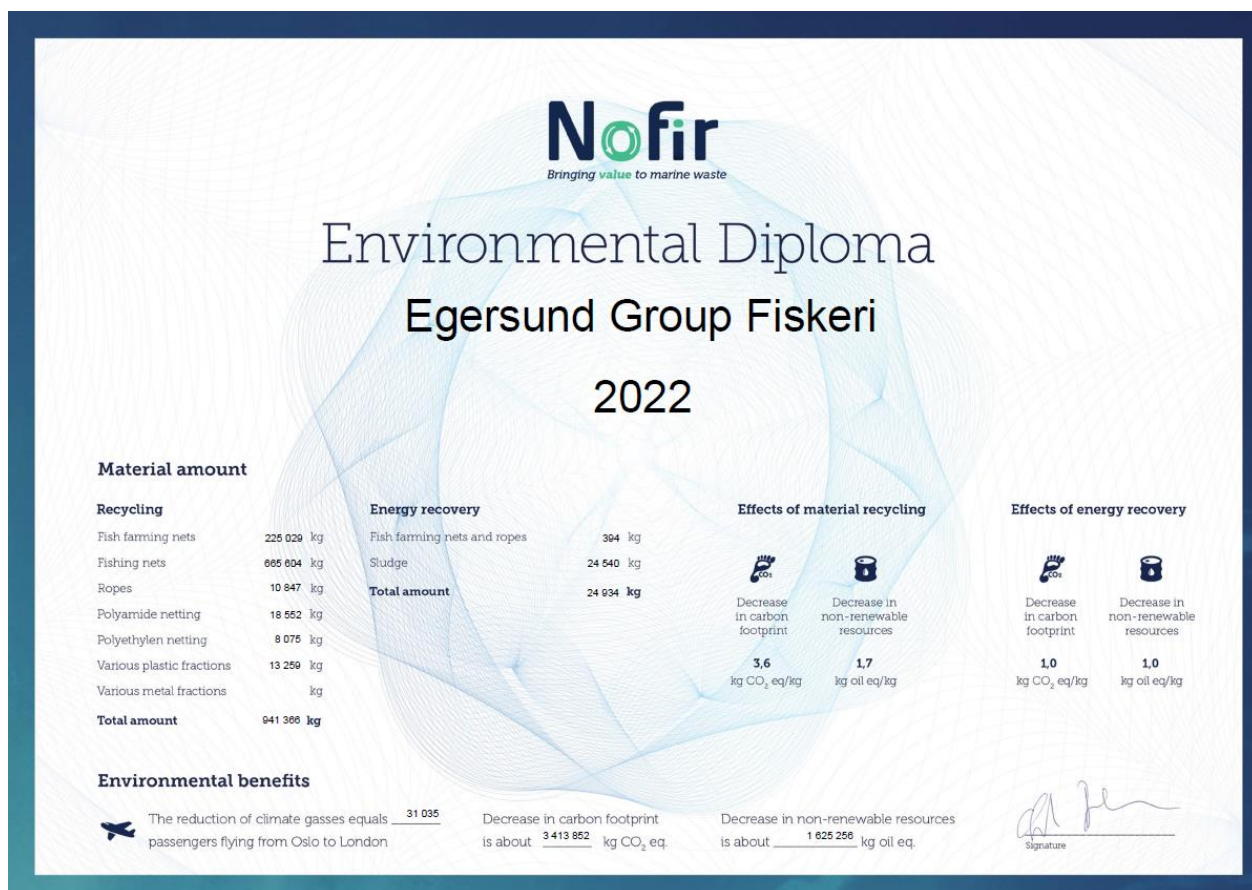 Nofir
Bringing value to marine waste
Environmental Diploma
Egersund Group Fiskeri
2022
Material amount
Recycling
Fish farming nets 225 029 kg
Fishing nets 665 604 kg
Ropes 10 847 kg
Polyamide netting 18 552 kg
Polyethylen netting 8 075 kg
Various plastic fractions 13 259 kg
Various metal fractions kg
Total amount 941 366 kg
Energy recovery
Fish farming nets and ropes 394 kg
Sludge 24 540 kg
Total amount 24 934 kg
Effects of material recycling
CO₂
Decrease
in carbon
footprint
3,6
kg CO₂ eq/kg
Decrease in
non-renewable
resources
1,7
kg oil eq/kg
Effects of energy recovery
CO₂
Decrease
in carbon
footprint
1,0
kg CO₂ eq/kg
Decrease in
non-renewable
resources
1,0
kg oil eq/kg
Environmental benefits
The reduction of climate gasses equals 31 035
passengers flying from Oslo to London
Decrease in carbon footprint
is about 3 413 852 kg CO₂ eq.
Decrease in non-renewable resources
is about 1 625 256 kg oil eq.
Signature